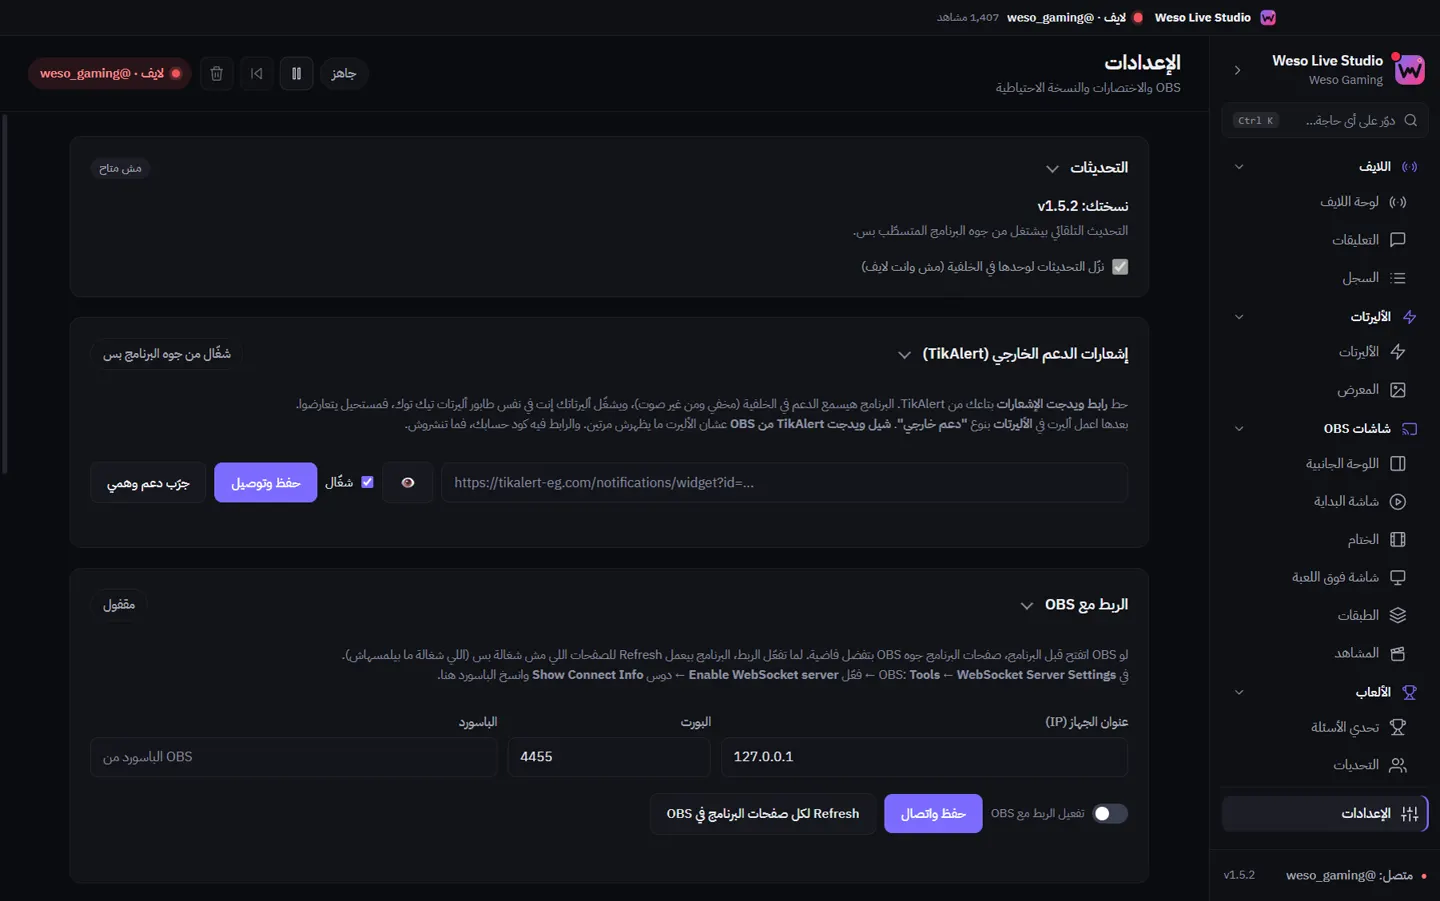 Weso Live Studio
لايف · @weso_gaming
1,407 مشاهد
Weso Live Studio
Weso Gaming
دوّر على أي حاجة...
Ctrl K
اللايف
لوحة اللايف
التعليقات
السجل
الأليرتات
الأليرتات
المعرض
شاشات OBS
اللوحة الجانبية
شاشة البداية
الختام
شاشة فوق اللعبة
الطبقات
المشاهد
الألعاب
تحدي الأسئلة
التحديات
الإعدادات
متصل: @weso_gaming
v1.5.2
الإعدادات
OBS والاختصارات والنسخة الاحتياطية
جاهز
لايف · @weso_gaming
التحديثات
مش متاح
نسختك: v1.5.2
التحديث التلقائي بيشتغل من جوه البرنامج المتسطّب بس.
نزّل التحديثات لوحدها في الخلفية (مش وانت لايف)
إشعارات الدعم الخارجي (TikAlert)
شغّال من جوه البرنامج بس
حط رابط ويدجت الإشعارات بتاعك من TikAlert. البرنامج هيسمع الدعم في الخلفية (مخفي ومن غير صوت)، ويشغّل أليرتاتك إنت في نفس طابور أليرتات تيك توك، فمستحيل يتعارضوا.
بعدها اعمل أليرت في الأليرتات بنوع "دعم خارجي". شيل ويدجت TikAlert من OBS عشان الأليرت ما يظهرش مرتين. والرابط فيه كود حسابك، فما تنشروش.
https://tikalert-eg.com/notifications/widget?id=...
شغّال
حفظ وتوصيل
جرّب دعم وهمي
الربط مع OBS
مقفول
لو OBS اتفتح قبل البرنامج، صفحات البرنامج جوه OBS بتفضل فاضية. لما تفعّل الربط، البرنامج بيعمل Refresh للصفحات اللي مش شغالة بس (اللي شغالة ما بيلمسهاش).
في OBS: Tools ← WebSocket Server Settings ← فعّل Enable WebSocket server ← دوس Show Connect Info وانسخ الباسورد هنا.
عنوان الجهاز (IP)
البورت
الباسورد
127.0.0.1
4455
الباسورد من OBS
تفعيل الربط مع OBS
حفظ واتصال
Refresh لكل صفحات البرنامج في OBS